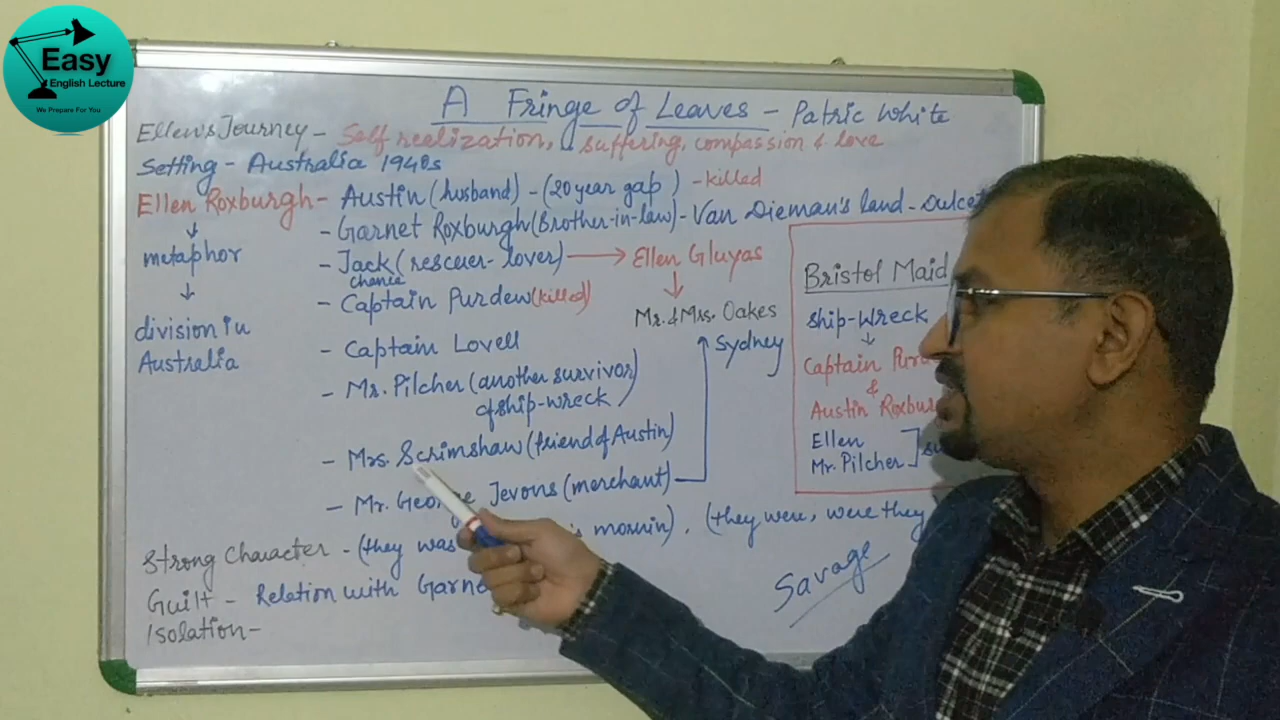 Easy
English Lecture
We Prepare For You
A Fringe of Leaves - Patric White
Ellen's Journey - Self realization, suffering, compassion & love
Setting - Australia 1940s
Ellen Roxburgh - Austin (husband) - (20 year gap) - killed
- Garnet Roxburgh (Brother-in-law) - Van Dieman's land - Dulcet
metaphor
- Jack (rescuer - lover) → Ellen Gluyas
chance
- Captain Purdew (killed)
Mr. & Mrs. Oakes
division in
Australia
- Captain Lovell
Sydney
- Mr. Pilcher (another survivor
of ship-wreck)
- Mrs. Scrimshaw (friend of Austin)
- Mr. George Jevons (merchant)
Bristol Maid
ship-wreck
Captain
&
Austin
Ellen
Mr. Pilcher
Strong Character - (they was mornin), (they were, were they
Guilt - Relation with
Isolation -
Savage